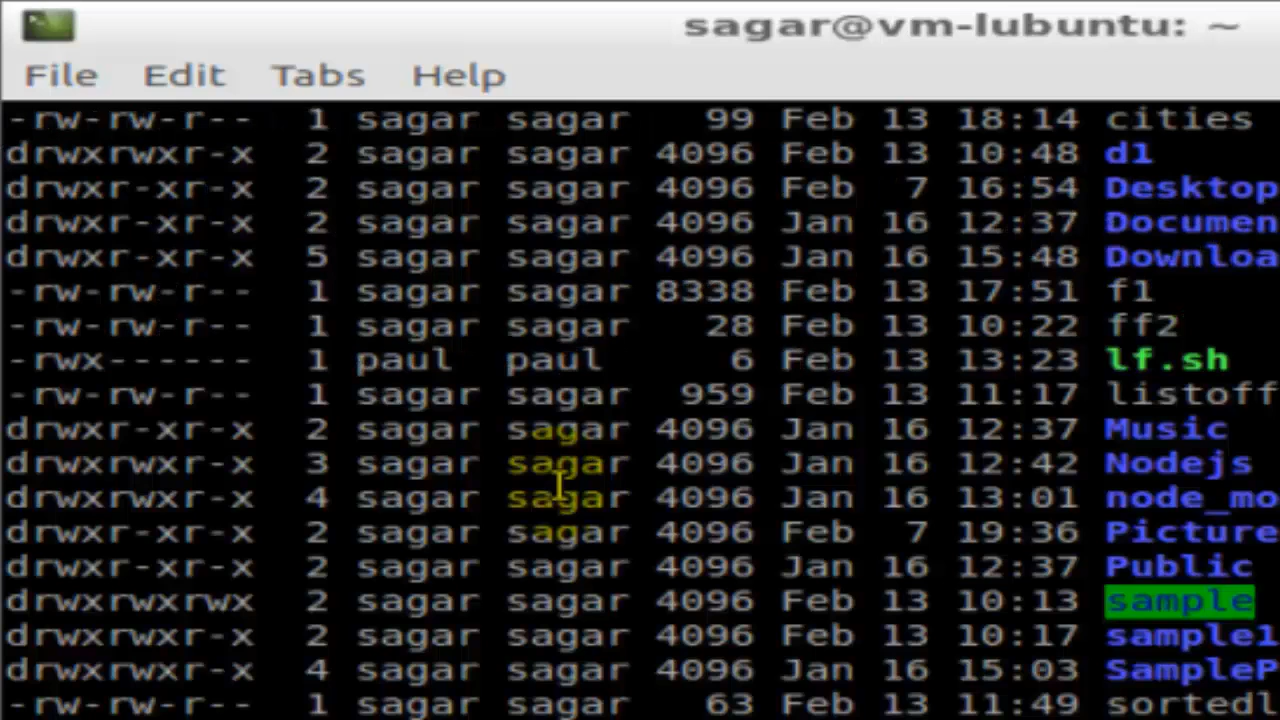 sagar@vm-lubuntu: ~
File Edit Tabs Help
-rw-rw-r-- 1 sagar sagar 99 Feb 13 18:14 cities
drwxrwxr-x 2 sagar sagar 4096 Feb 13 10:48 d1
drwxr-xr-x 2 sagar sagar 4096 Feb 7 16:54 Desktop
drwxr-xr-x 2 sagar sagar 4096 Jan 16 12:37 Documen
drwxr-xr-x 5 sagar sagar 4096 Jan 16 15:48 Downloa
-rw-rw-r-- 1 sagar sagar 8338 Feb 13 17:51 f1
-rw-rw-r-- 1 sagar sagar 28 Feb 13 10:22 ff2
-rwx------ 1 paul paul 6 Feb 13 13:23 lf.sh
-rw-rw-r-- 1 sagar sagar 959 Feb 13 11:17 listoff
drwxr-xr-x 2 sagar sagar 4096 Jan 16 12:37 Music
drwxrwxr-x 3 sagar sagar 4096 Jan 16 12:42 Nodejs
drwxrwxr-x 4 sagar sagar 4096 Jan 16 13:01 node_mo
drwxr-xr-x 2 sagar sagar 4096 Feb 7 19:36 Picture
drwxr-xr-x 2 sagar sagar 4096 Jan 16 12:37 Public
drwxrwxrwx 2 sagar sagar 4096 Feb 13 10:13 sample
drwxrwxr-x 2 sagar sagar 4096 Feb 13 10:17 sample1
drwxrwxr-x 4 sagar sagar 4096 Jan 16 15:03 SampleP
-rw-rw-r-- 1 sagar sagar 63 Feb 13 11:49 sortedl